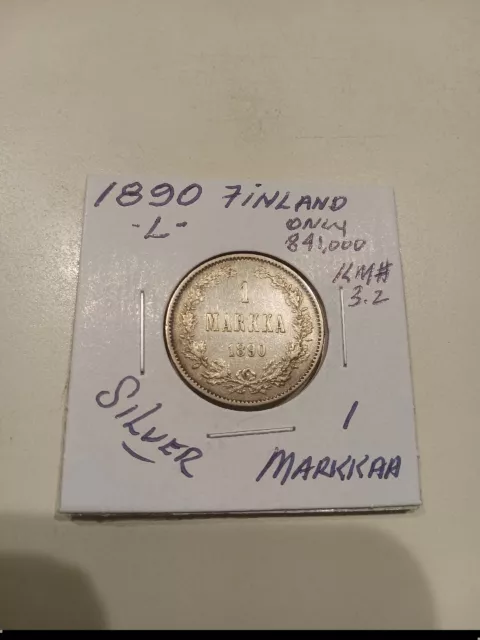 1890 FINLAND
-L-
ONLY
841,000
KM#
3.2
1
MARKKA
1890
SILVER
1
MARKKAA